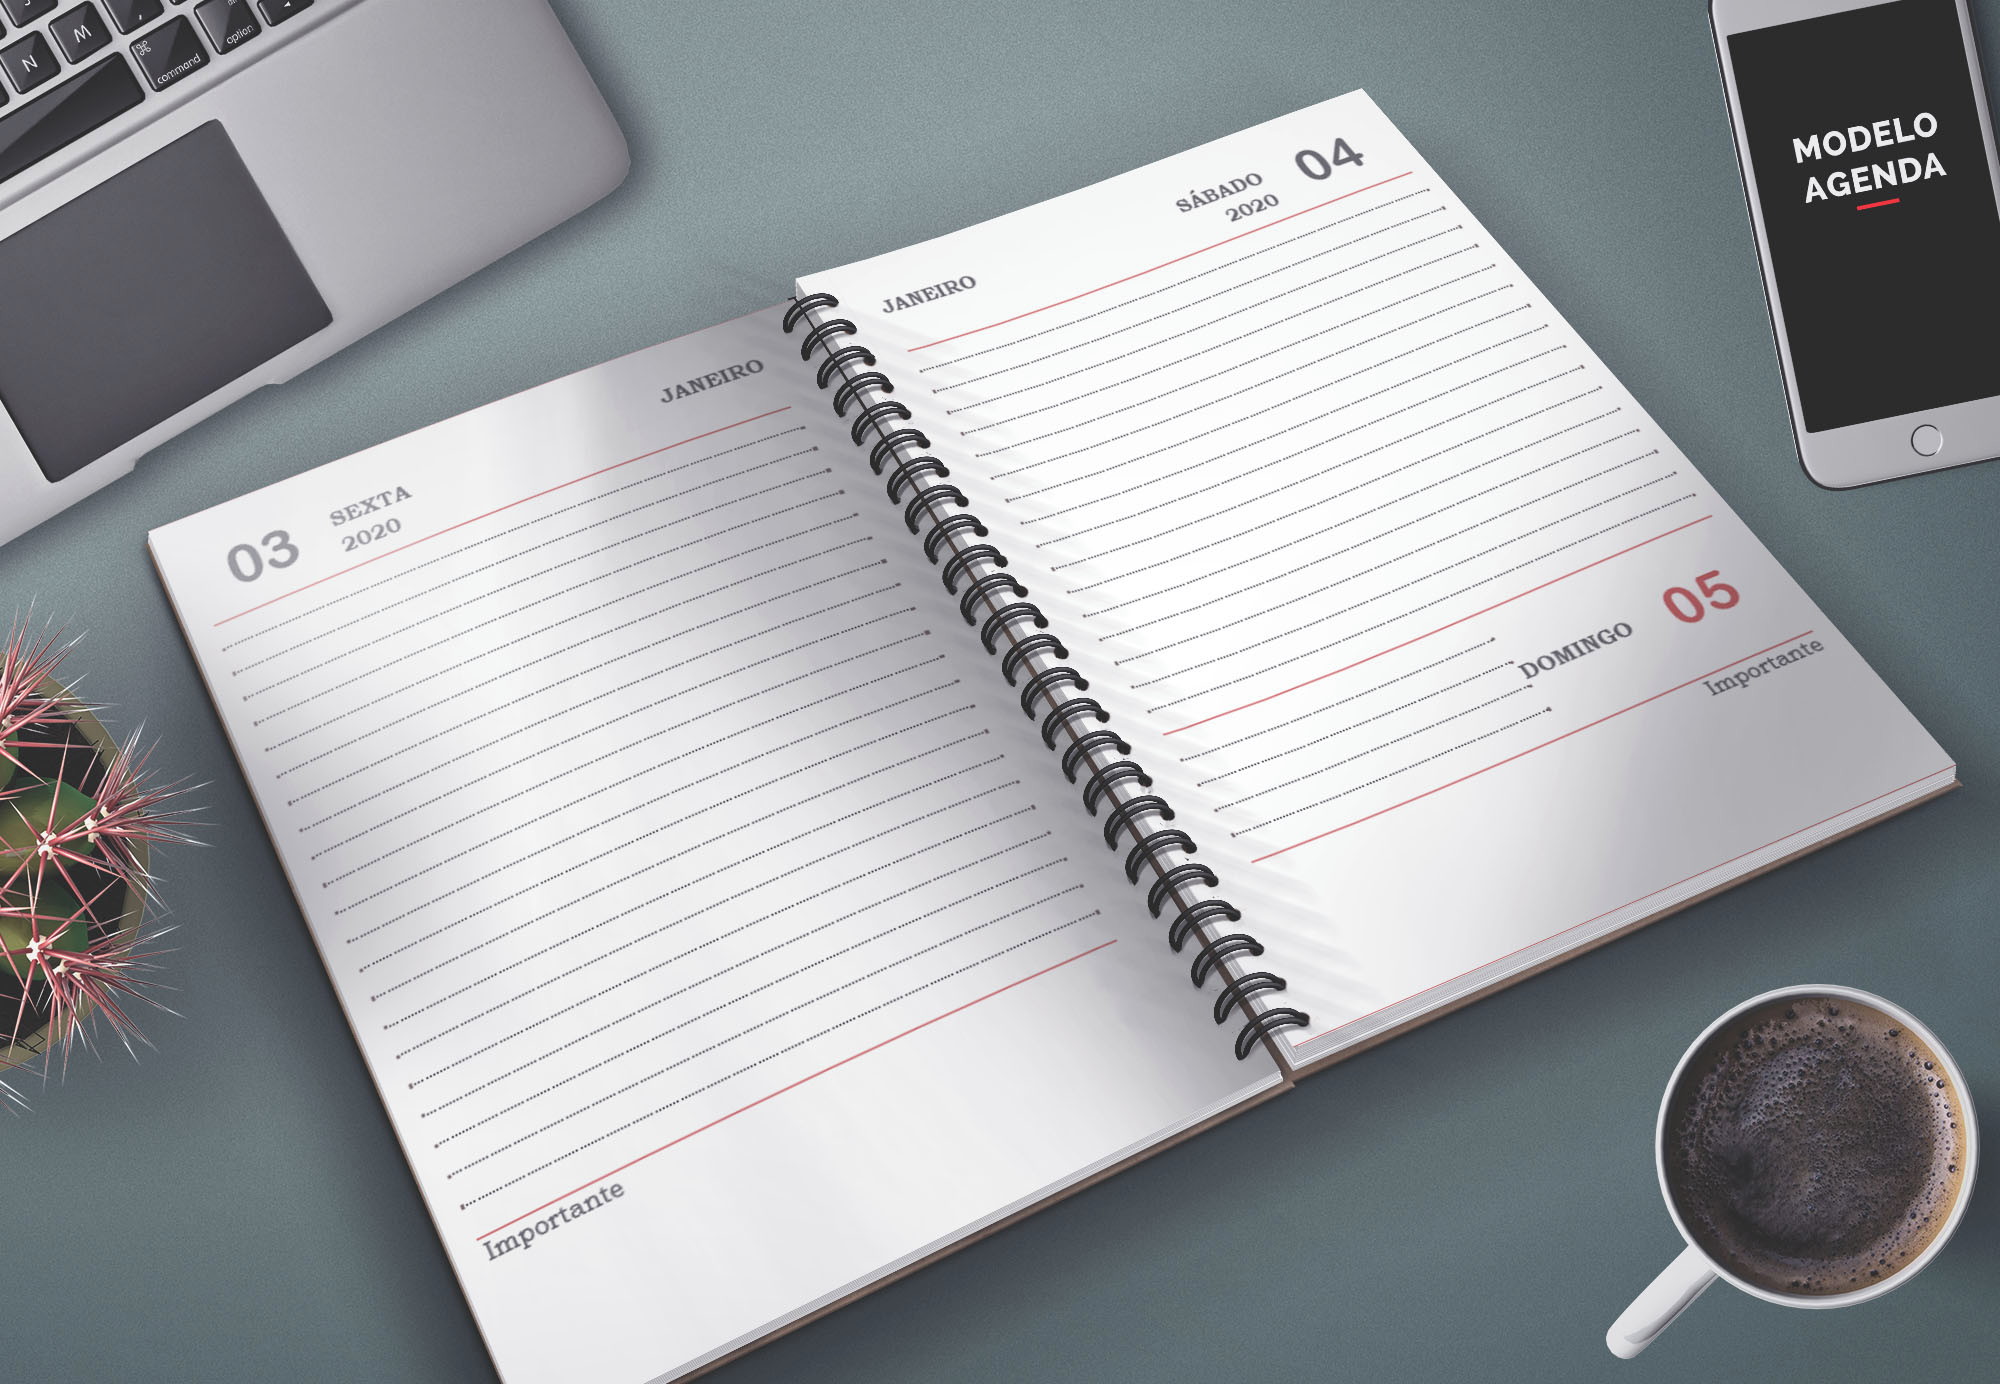 N
M
,
⌘
command
option
JANEIRO
03
SEXTA
2020
Importante
JANEIRO
SÁBADO
2020
04
DOMINGO
05
Importante
MODELO
AGENDA